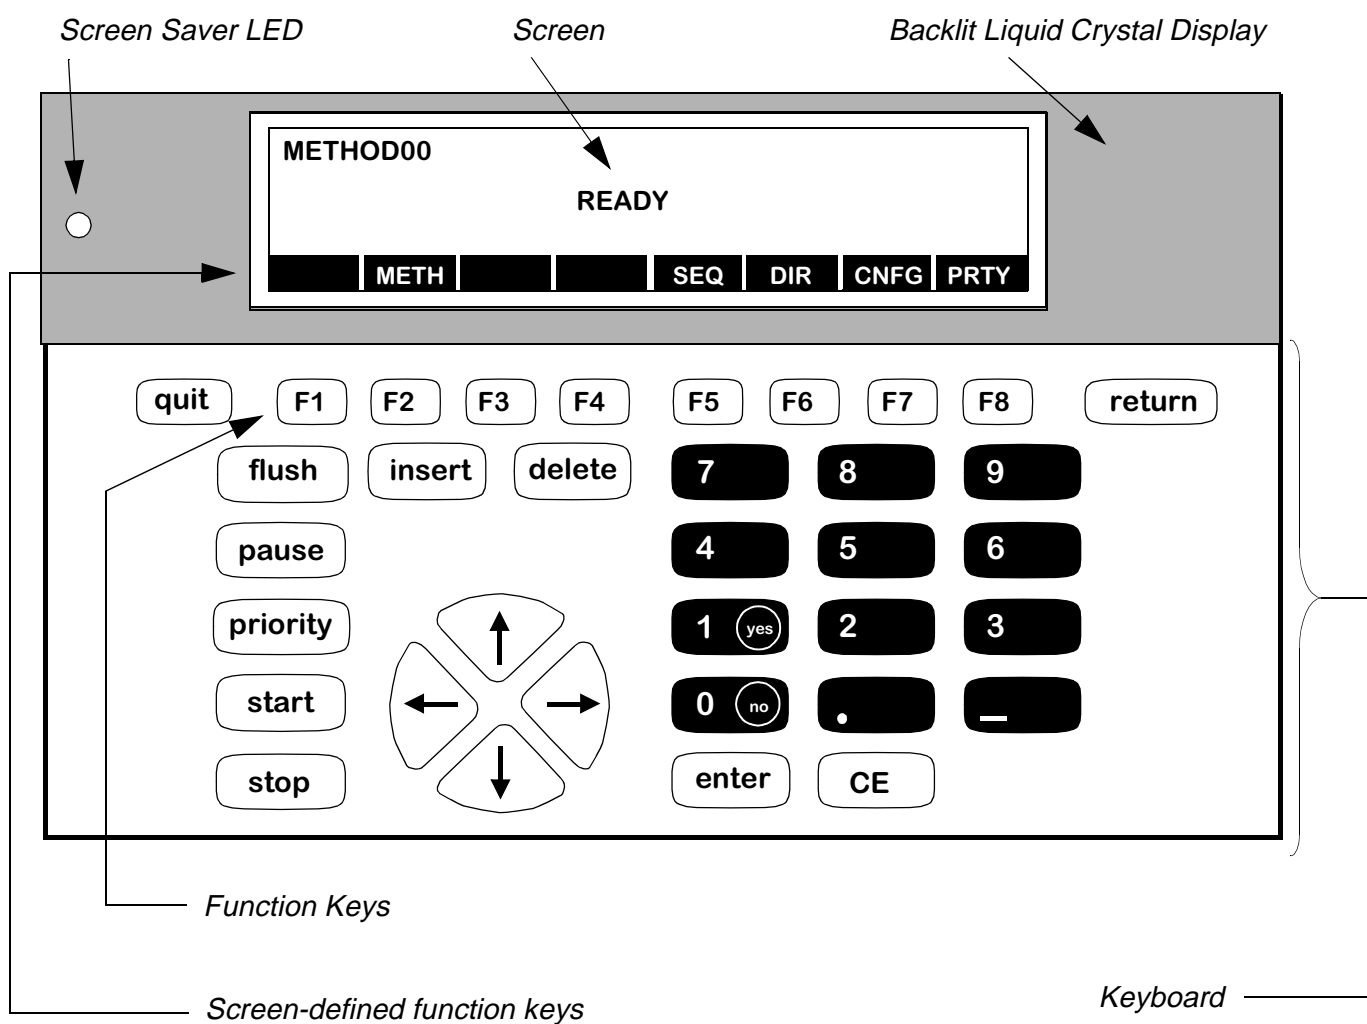 Screen Saver LED Screen Backlit Liquid Crystal Display
METHOD00
READY
METH SEQ DIR CNFG PRTY
quit F1 F2 F3 F4 F5 F6 F7 F8 return
flush insert delete 7 8 9
pause 4 5 6
priority 1 yes 2 3
start 0 no . _
stop enter CE
Function Keys
Screen-defined function keys Keyboard